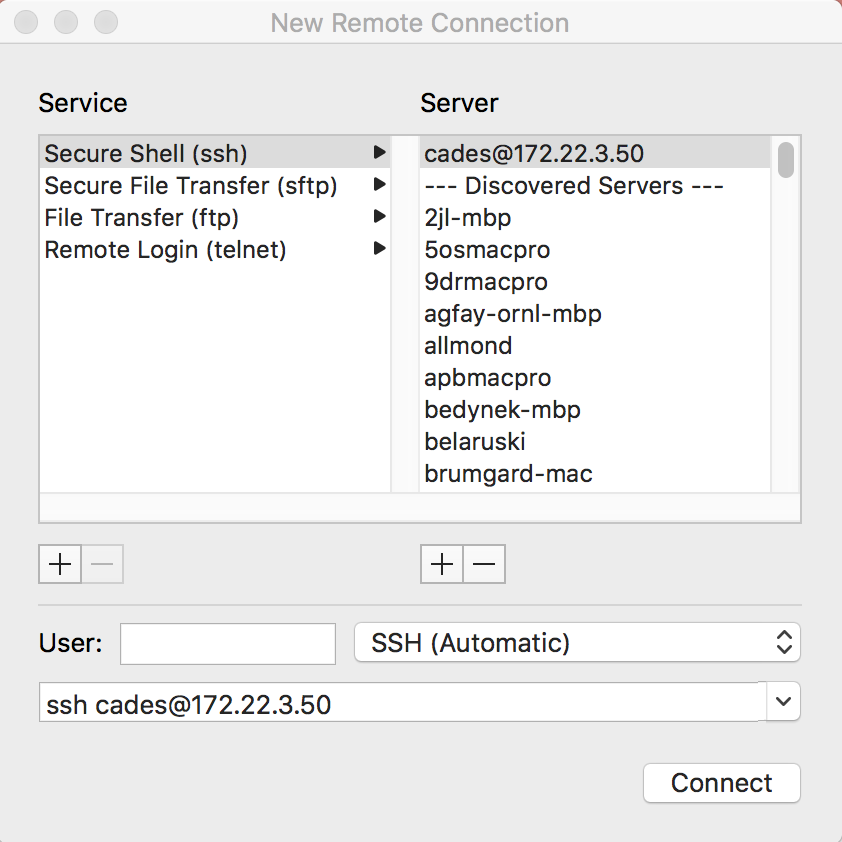 New Remote Connection
Service
Server
Secure Shell (ssh)
Secure File Transfer (sftp)
File Transfer (ftp)
Remote Login (telnet)
cades@172.22.3.50
--- Discovered Servers ---
2jl-mbp
5osmacpro
9drmacpro
agfay-ornl-mbp
allmond
apbmacpro
bedynek-mbp
belaruski
brumgard-mac
User:
SSH (Automatic)
ssh cades@172.22.3.50
Connect